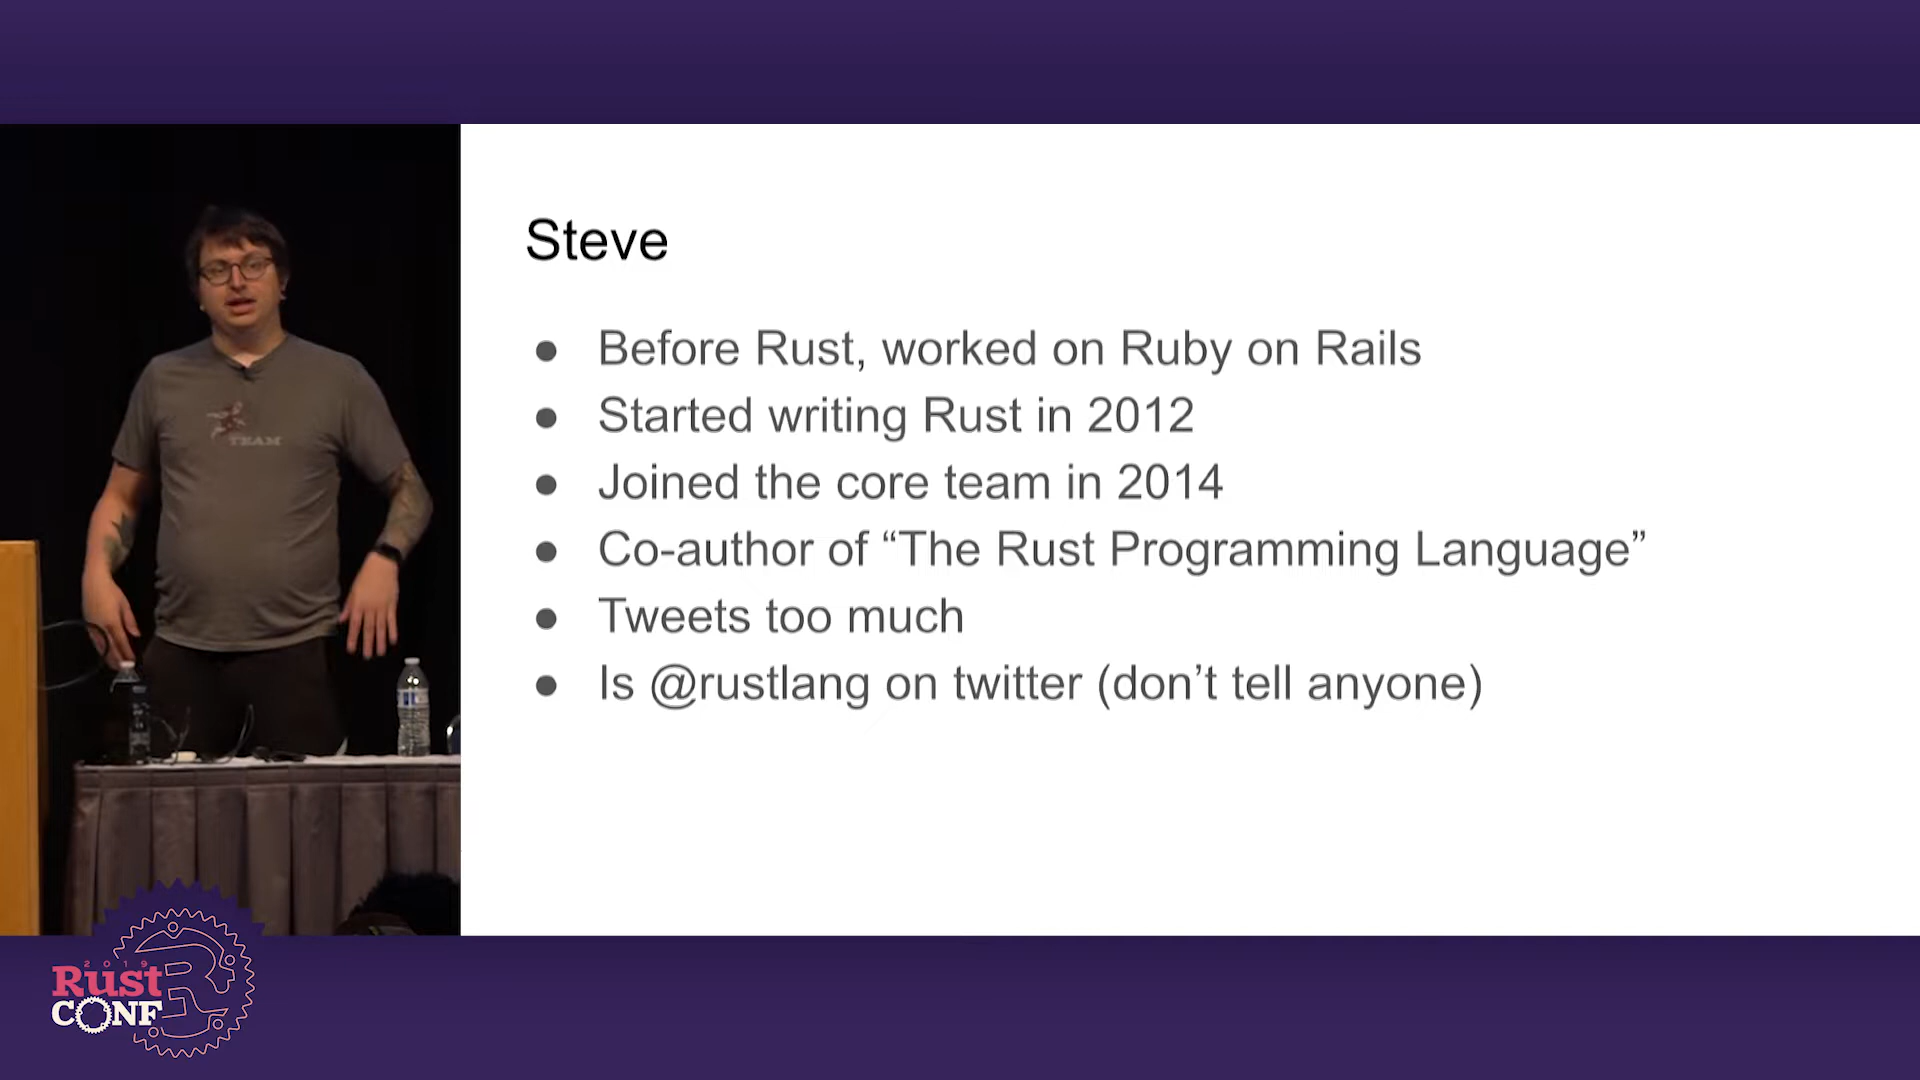 Steve
● Before Rust, worked on Ruby on Rails
● Started writing Rust in 2012
● Joined the core team in 2014
● Co-author of “The Rust Programming Language”
● Tweets too much
● Is @rustlang on twitter (don’t tell anyone)
TEAM
2019
Rust
CONF
R